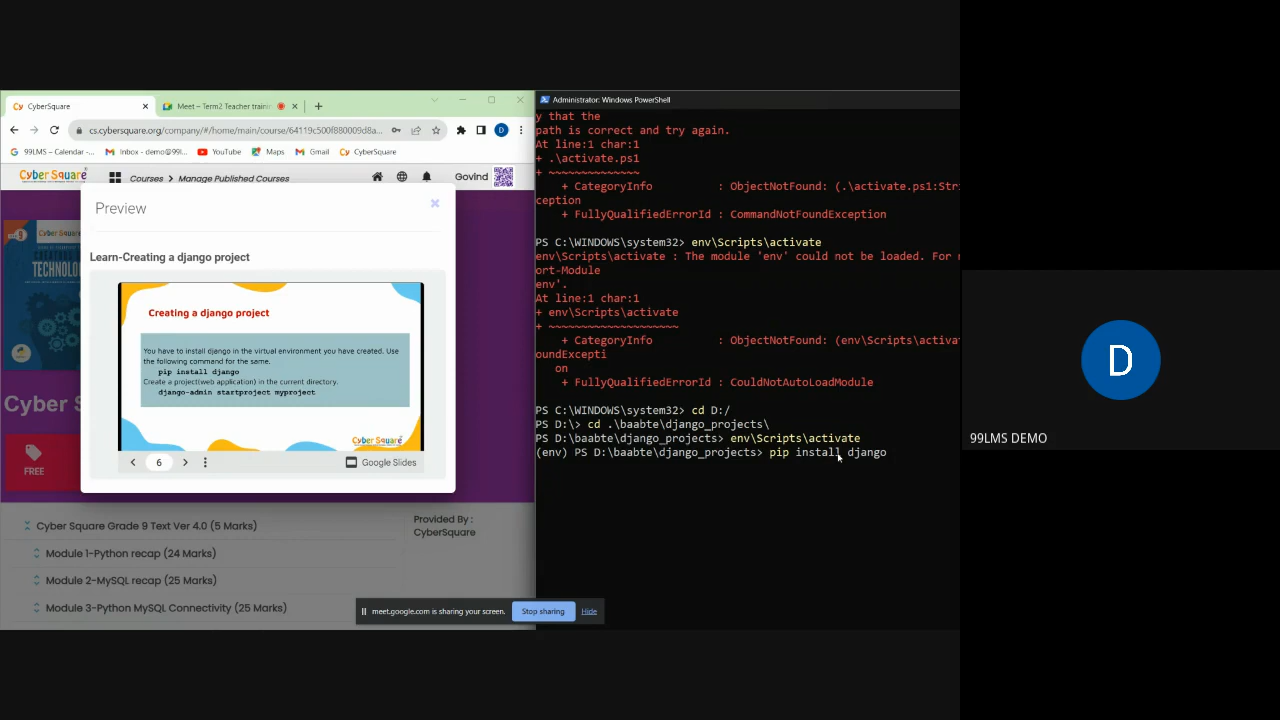 CyberSquare
Meet – Term2 Teacher traini
cs.cybersquare.org/company/#/home/main/course/64119c500f880009d8a...
D
99LMS – Calendar -...
Inbox - demo@99l...
YouTube
Maps
Gmail
CyberSquare
Cyber Square
Courses > Manage Published Courses
Govind
Preview
Learn-Creating a django project
Creating a django project
You have to install django in the virtual environment you have created. Use
the following command for the same.
pip install django
Create a project(web application) in the current directory.
django-admin startproject myproject
Cyber Square
6
Google Slides
TECHNOL
Cyber S
FREE
Cyber Square Grade 9 Text Ver 4.0 (5 Marks)
Module 1-Python recap (24 Marks)
Module 2-MySQL recap (25 Marks)
Module 3-Python MySQL Connectivity (25 Marks)
Provided By :
CyberSquare
meet.google.com is sharing your screen.
Stop sharing
Hide
Administrator: Windows PowerShell
y that the
path is correct and try again.
At line:1 char:1
+ .\activate.ps1
+ ~~~~~~~~~~~~~~
+ CategoryInfo : ObjectNotFound: (.\activate.ps1:Stri
ception
+ FullyQualifiedErrorId : CommandNotFoundException
PS C:\WINDOWS\system32> env\Scripts\activate
env\Scripts\activate : The module 'env' could not be loaded. For m
ort-Module
env'.
At line:1 char:1
+ env\Scripts\activate
+ ~~~~~~~~~~~~~~~~~~~~
+ CategoryInfo : ObjectNotFound: (env\Scripts\activat
oundExcepti
on
+ FullyQualifiedErrorId : CouldNotAutoLoadModule
PS C:\WINDOWS\system32> cd D:/
PS D:\> cd .\baabte\django_projects\
PS D:\baabte\django_projects> env\Scripts\activate
(env) PS D:\baabte\django_projects> pip install django
D
99LMS DEMO